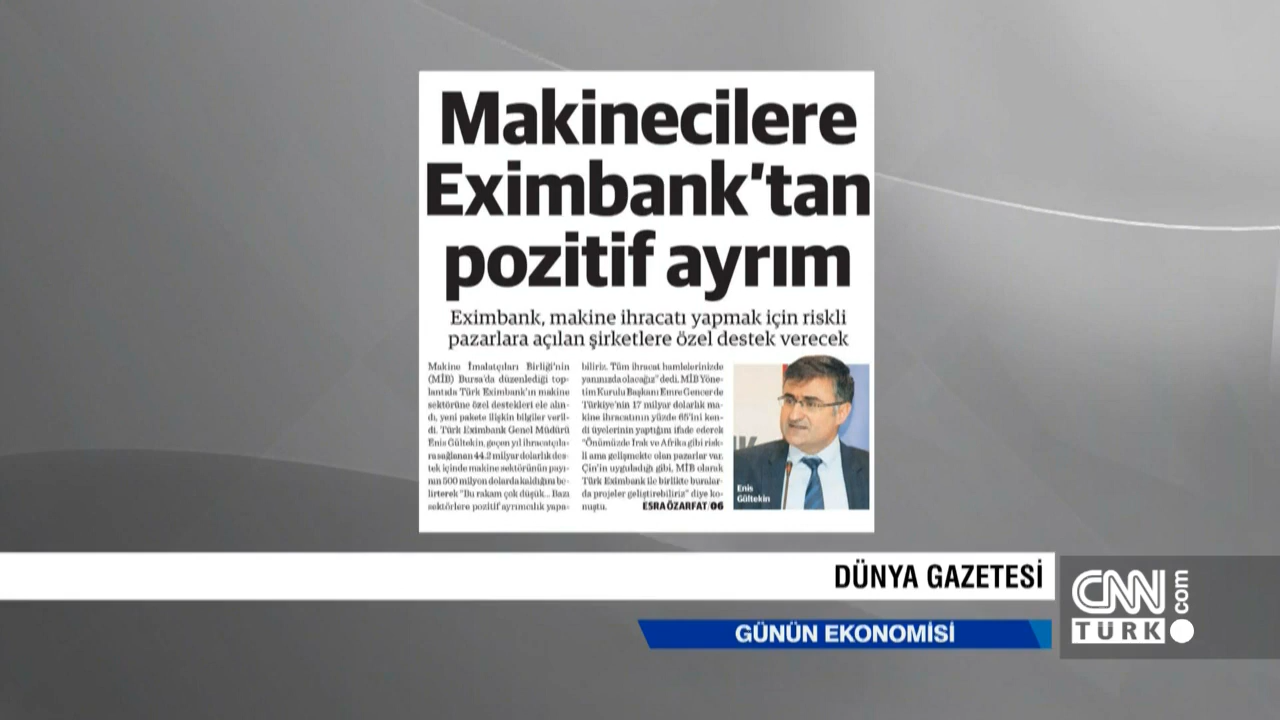 Makinecilere
Eximbank'tan
pozitif ayrım
Eximbank, makine ihracatı yapmak için riskli
pazarlara açılan şirketlere özel destek verecek
Makine İmalatçıları Birliği'nin
(MİB) Bursa'da düzenlediği top-
lantıda Türk Eximbank'ın makine
sektörüne özel destekleri ele alın-
dı, yeni pakete ilişkin bilgiler veril-
di. Türk Eximbank Genel Müdürü
Enis Gültekin, geçen yıl ihracatçıla-
ra sağlanan 44.2 milyar dolarlık des-
tek içinde makine sektörünün payı-
nın 500 milyon dolarda kaldığını be-
lirterek "Bu rakam çok düşük... Bazı
sektörlere pozitif ayrımcılık yapa-
biliriz. Tüm ihracat hamlelerinizde
yanınızda olacağız" dedi. MİB Yöne-
tim Kurulu Başkanı Emre Gencer de
Türkiye'nin 17 milyar dolarlık ma-
kine ihracatının yüzde 65'ini ken-
di üyelerinin yaptığını ifade ederek
"Önümüzde Irak ve Afrika gibi risk-
li ama gelişmekte olan pazarlar var.
Çin'in uyguladığı gibi, MİB olarak
Türk Eximbank ile birlikte buralar-
da projeler geliştirebiliriz" diye ko-
nuştu. ESRA ÖZARFAT/06
Enis
Gültekin
DÜNYA GAZETESİ
GÜNÜN EKONOMİSİ
CNN
TÜRK
.com